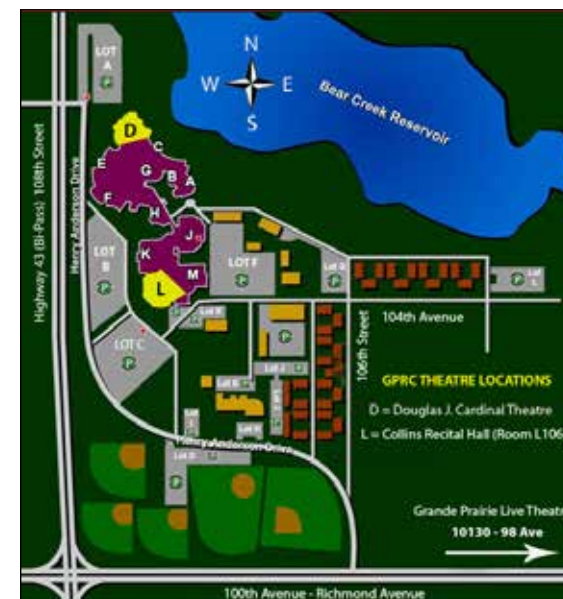 LOT
A
P
N
W E
S
Bear Creek Reservoir
D
C
E
G
B
A
F
H
J
K
M
L
Highway 43 (Bi-Pass) 108th Street
Henry Anderson Drive
LOT
B
P
LOT F
P
LOT C
P
104th Avenue
106th Street
GPRC THEATRE LOCATIONS
D = Douglas J. Cardinal Theatre
L = Collins Recital Hall (Room L106
Henry Anderson Drive
Grande Prairie Live Theatr
10130 - 98 Ave
100th Avenue - Richmond Avenue